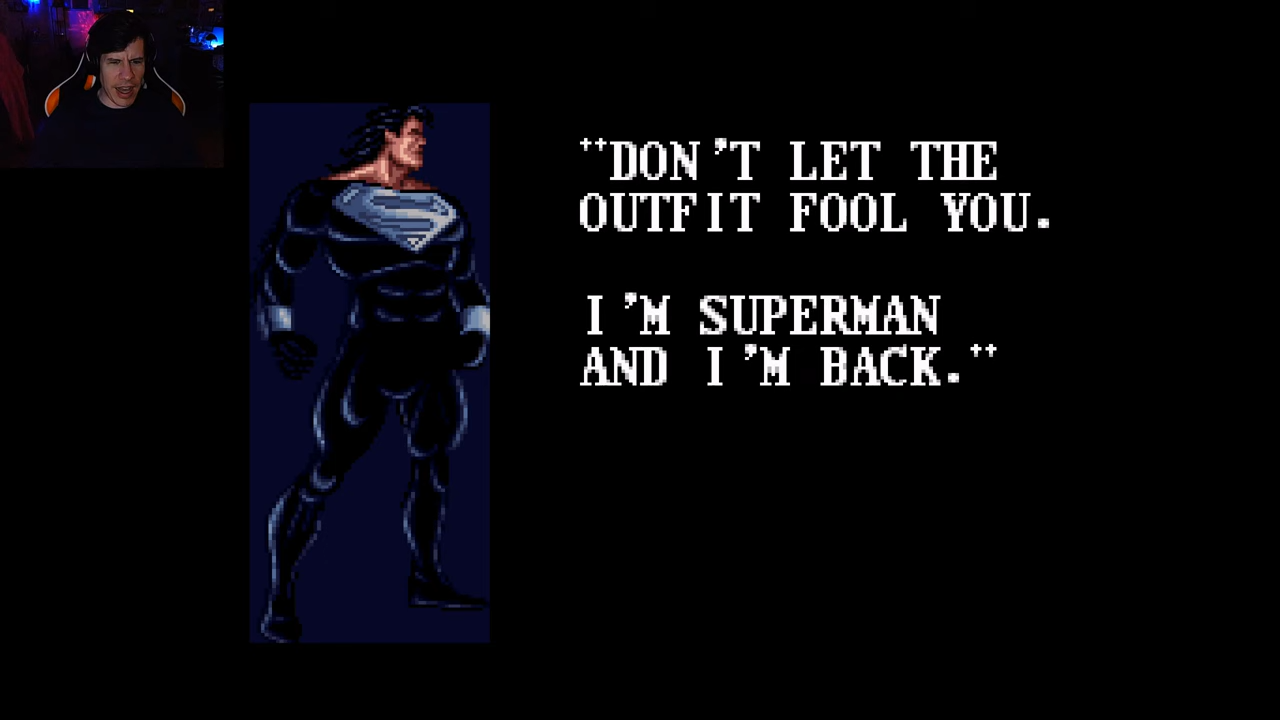 "DON'T LET THE
OUTFIT FOOL YOU.
I'M SUPERMAN
AND I'M BACK."